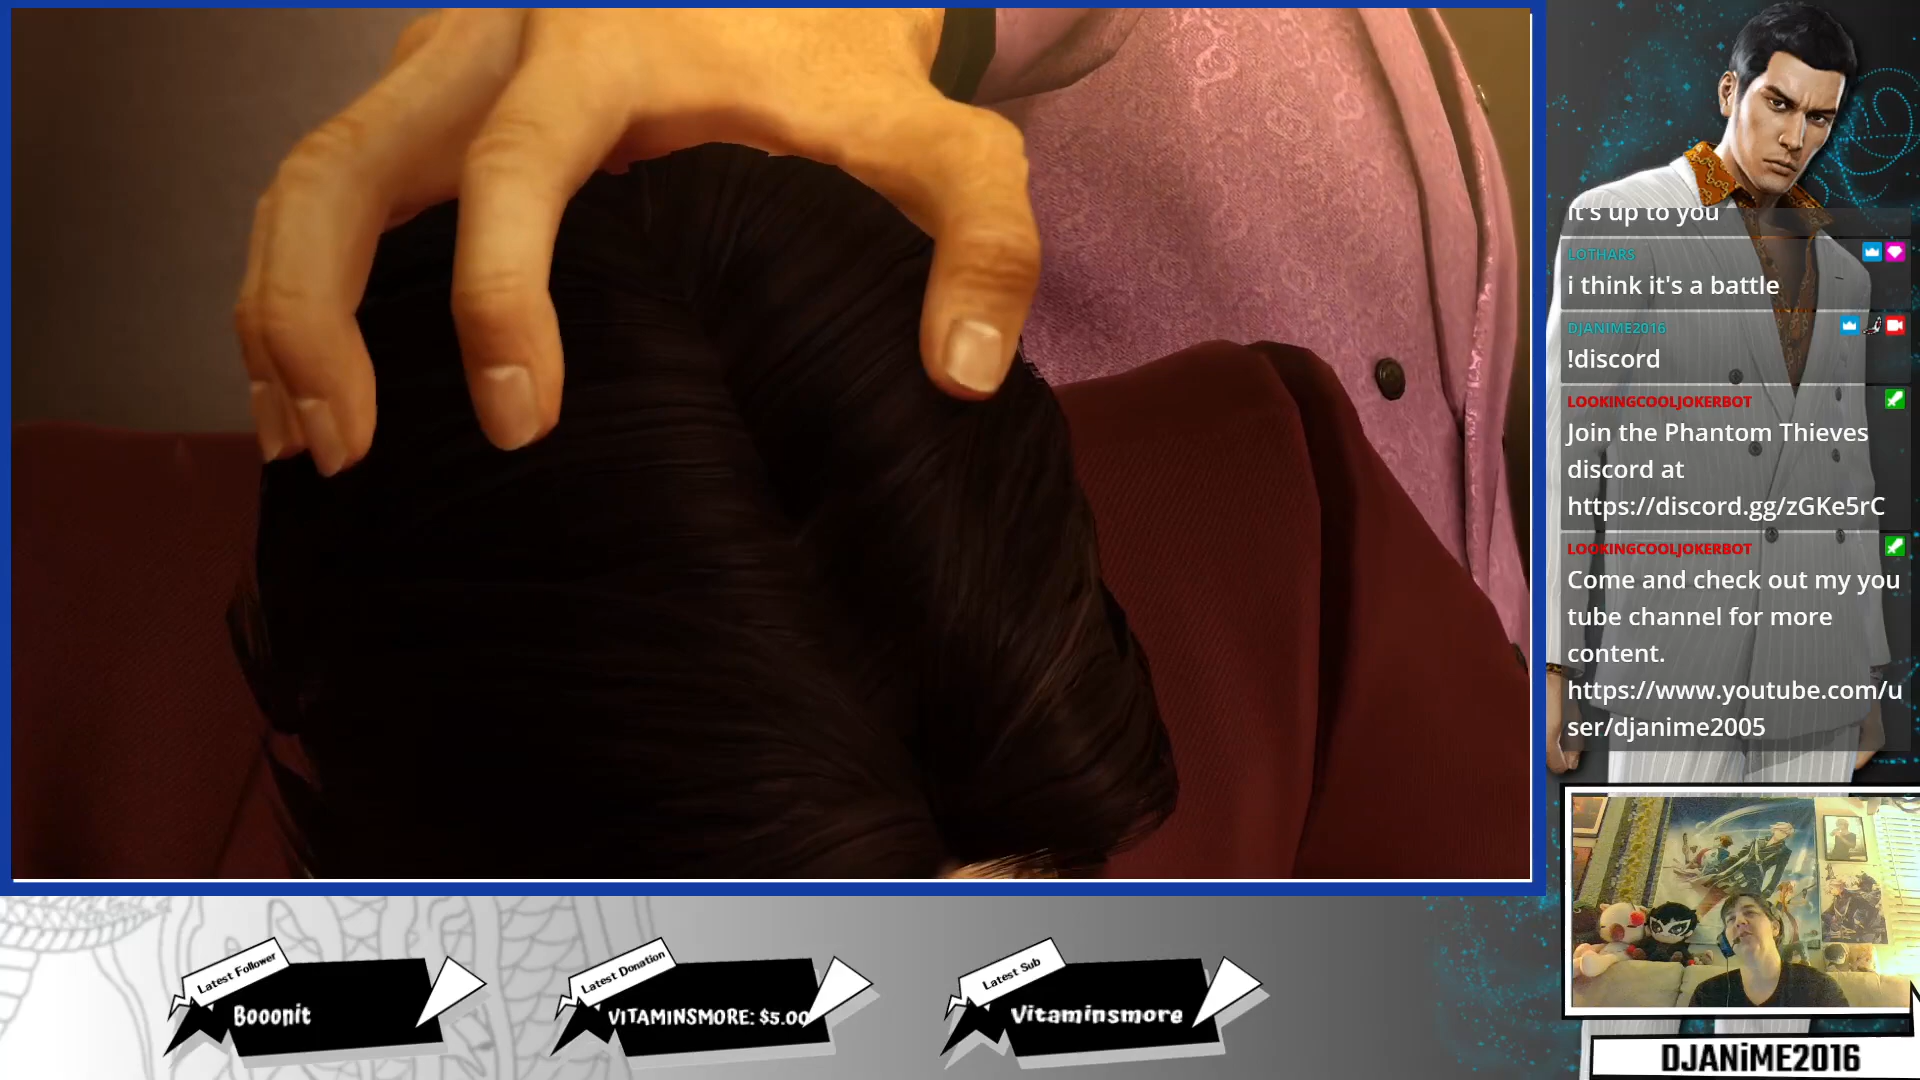 it's up to you
LOTHARS
i think it's a battle
DJANIME2016
!discord
LOOKINGCOOLJOKERBOT
Join the Phantom Thieves
discord at
https://discord.gg/zGKe5rC
LOOKINGCOOLJOKERBOT
Come and check out my you
tube channel for more
content.
https://www.youtube.com/u
ser/djanime2005
Latest Follower
Booonit
Latest Donation
VITAMINSMORE: $5.00
Latest Sub
Vitaminsmore
DJANiME2016